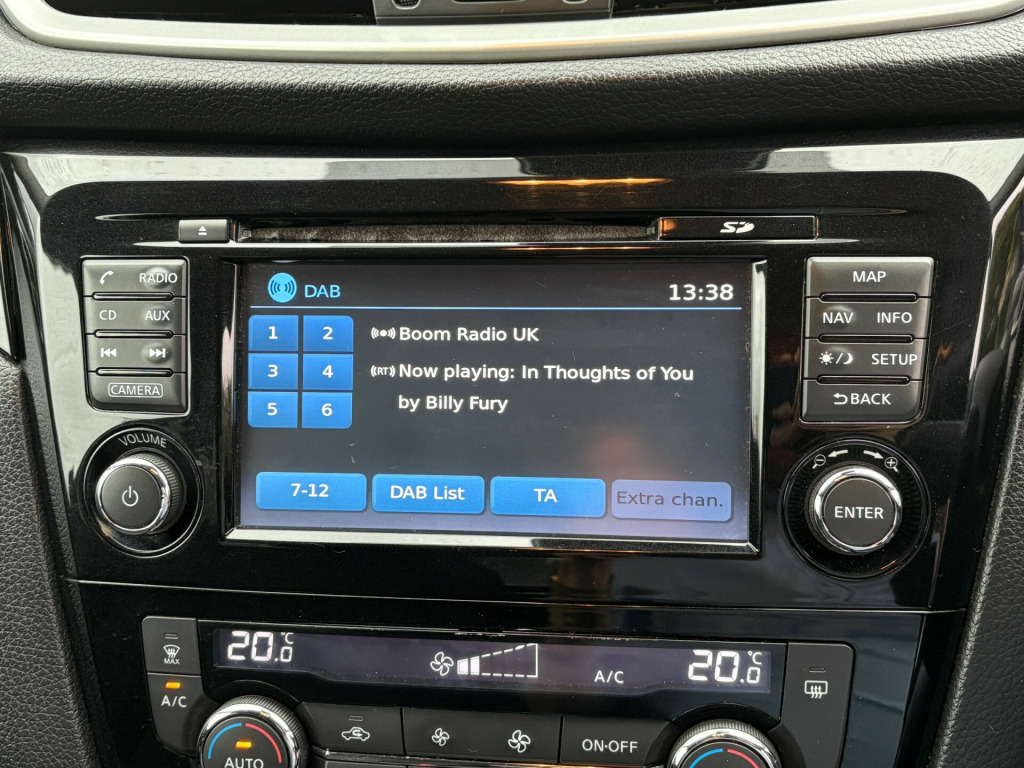 SD
RADIO
CD AUX
CAMERA
VOLUME
DAB 13:38
1 2
3 4
5 6
Boom Radio UK
(RT) Now playing: In Thoughts of You
by Billy Fury
7-12 DAB List TA Extra chan.
MAP
NAV INFO
SETUP
BACK
ENTER
MAX
A/C
20.0°C
A/C
20.0°C
AUTO
ON·OFF